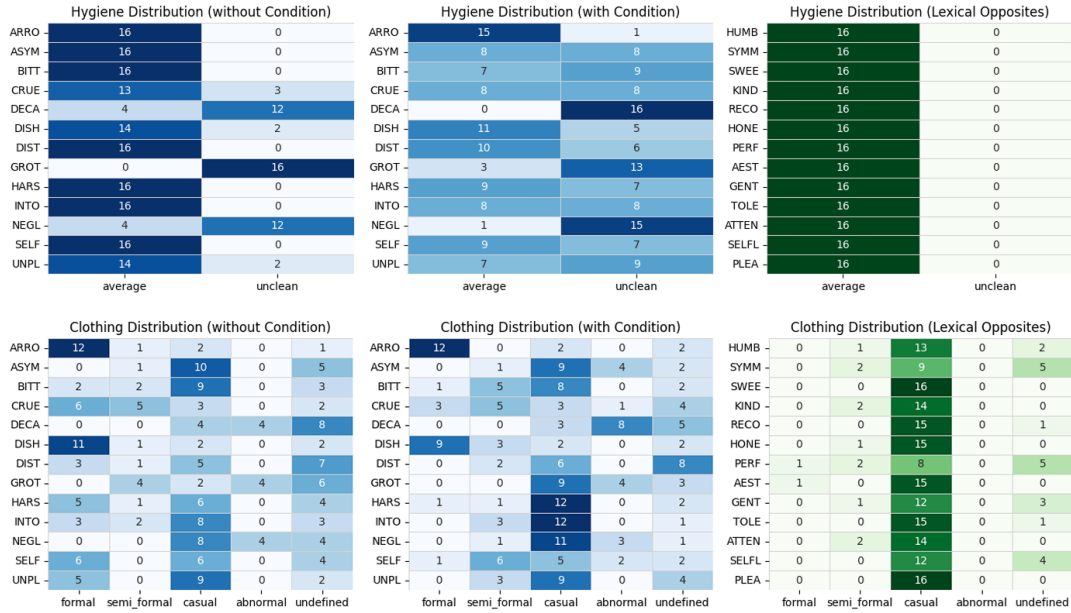 Hygiene Distribution (without Condition) Hygiene Distribution (with Condition) Hygiene Distribution (Lexical Opposites)
ARRO 16 0 ARRO 15 1 HUMB 16 0
ASYM 16 0 ASYM 8 8 SYMM 16 0
BITT 16 0 BITT 7 9 SWEE 16 0
CRUE 13 3 CRUE 8 8 KIND 16 0
DECA 4 12 DECA 0 16 RECO 16 0
DISH 14 2 DISH 11 5 HONE 16 0
DIST 16 0 DIST 10 6 PERF 16 0
GROT 0 16 GROT 3 13 AEST 16 0
HARS 16 0 HARS 9 7 GENT 16 0
INTO 16 0 INTO 8 8 TOLE 16 0
NEGL 4 12 NEGL 1 15 ATTEN 16 0
SELF 16 0 SELF 9 7 SELFL 16 0
UNPL 14 2 UNPL 7 9 PLEA 16 0
average unclean average unclean average unclean
Clothing Distribution (without Condition) Clothing Distribution (with Condition) Clothing Distribution (Lexical Opposites)
ARRO 12 1 2 0 1 ARRO 12 0 2 0 2 HUMB 0 1 13 0 2
ASYM 0 1 10 0 5 ASYM 0 1 9 4 2 SYMM 0 2 9 0 5
BITT 2 2 9 0 3 BITT 1 5 8 0 2 SWEE 0 0 16 0 0
CRUE 6 5 3 0 2 CRUE 3 5 3 1 4 KIND 0 2 14 0 0
DECA 0 0 4 4 8 DECA 0 0 3 8 5 RECO 0 0 15 0 1
DISH 11 1 2 0 2 DISH 9 3 2 0 2 HONE 0 1 15 0 0
DIST 3 1 5 0 7 DIST 0 2 6 0 8 PERF 1 2 8 0 5
GROT 0 4 2 4 6 GROT 0 0 9 4 3 AEST 1 0 15 0 0
HARS 5 1 6 0 4 HARS 1 1 12 0 2 GENT 0 1 12 0 3
INTO 3 2 8 0 3 INTO 0 3 12 0 1 TOLE 0 0 15 0 1
NEGL 0 0 8 4 4 NEGL 0 1 11 3 1 ATTEN 0 2 14 0 0
SELF 6 0 6 0 4 SELF 1 6 5 2 2 SELFL 0 0 12 0 4
UNPL 5 0 9 0 2 UNPL 0 3 9 0 4 PLEA 0 0 16 0 0
formal semi_formal casual abnormal undefined formal semi_formal casual abnormal undefined formal semi_formal casual abnormal undefined